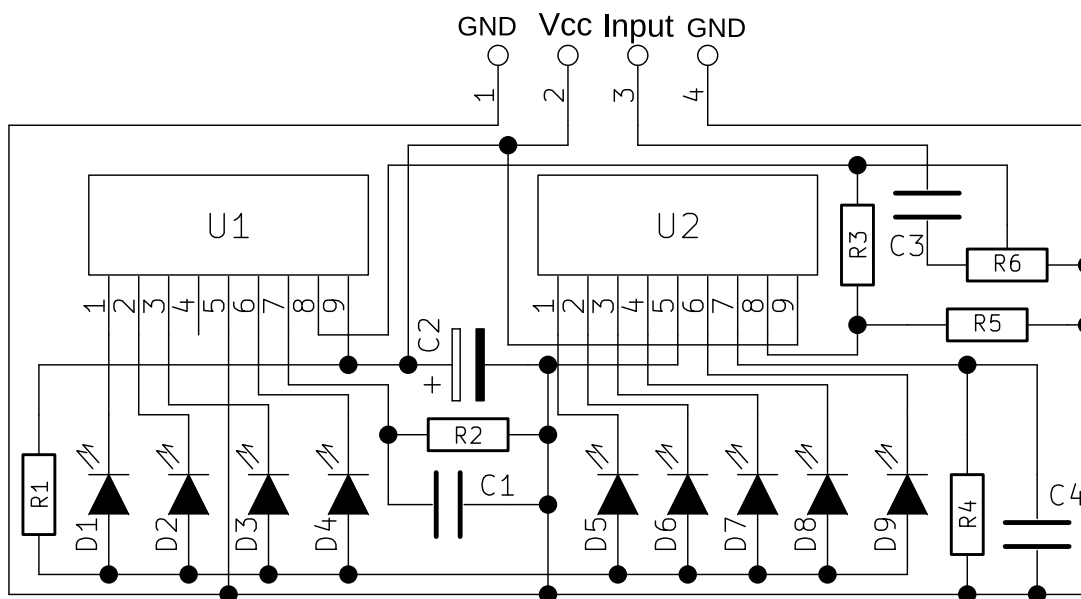 GND Vcc Input GND
1 2 3 4
U1 U2
R3 C3 R6
1 2 3 4 5 6 7 8 9
1 2 3 4 5 6 7 8 9
C2 R5
+
R2
R1 C1 R4 C4
D1 D2 D3 D4 D5 D6 D7 D8 D9